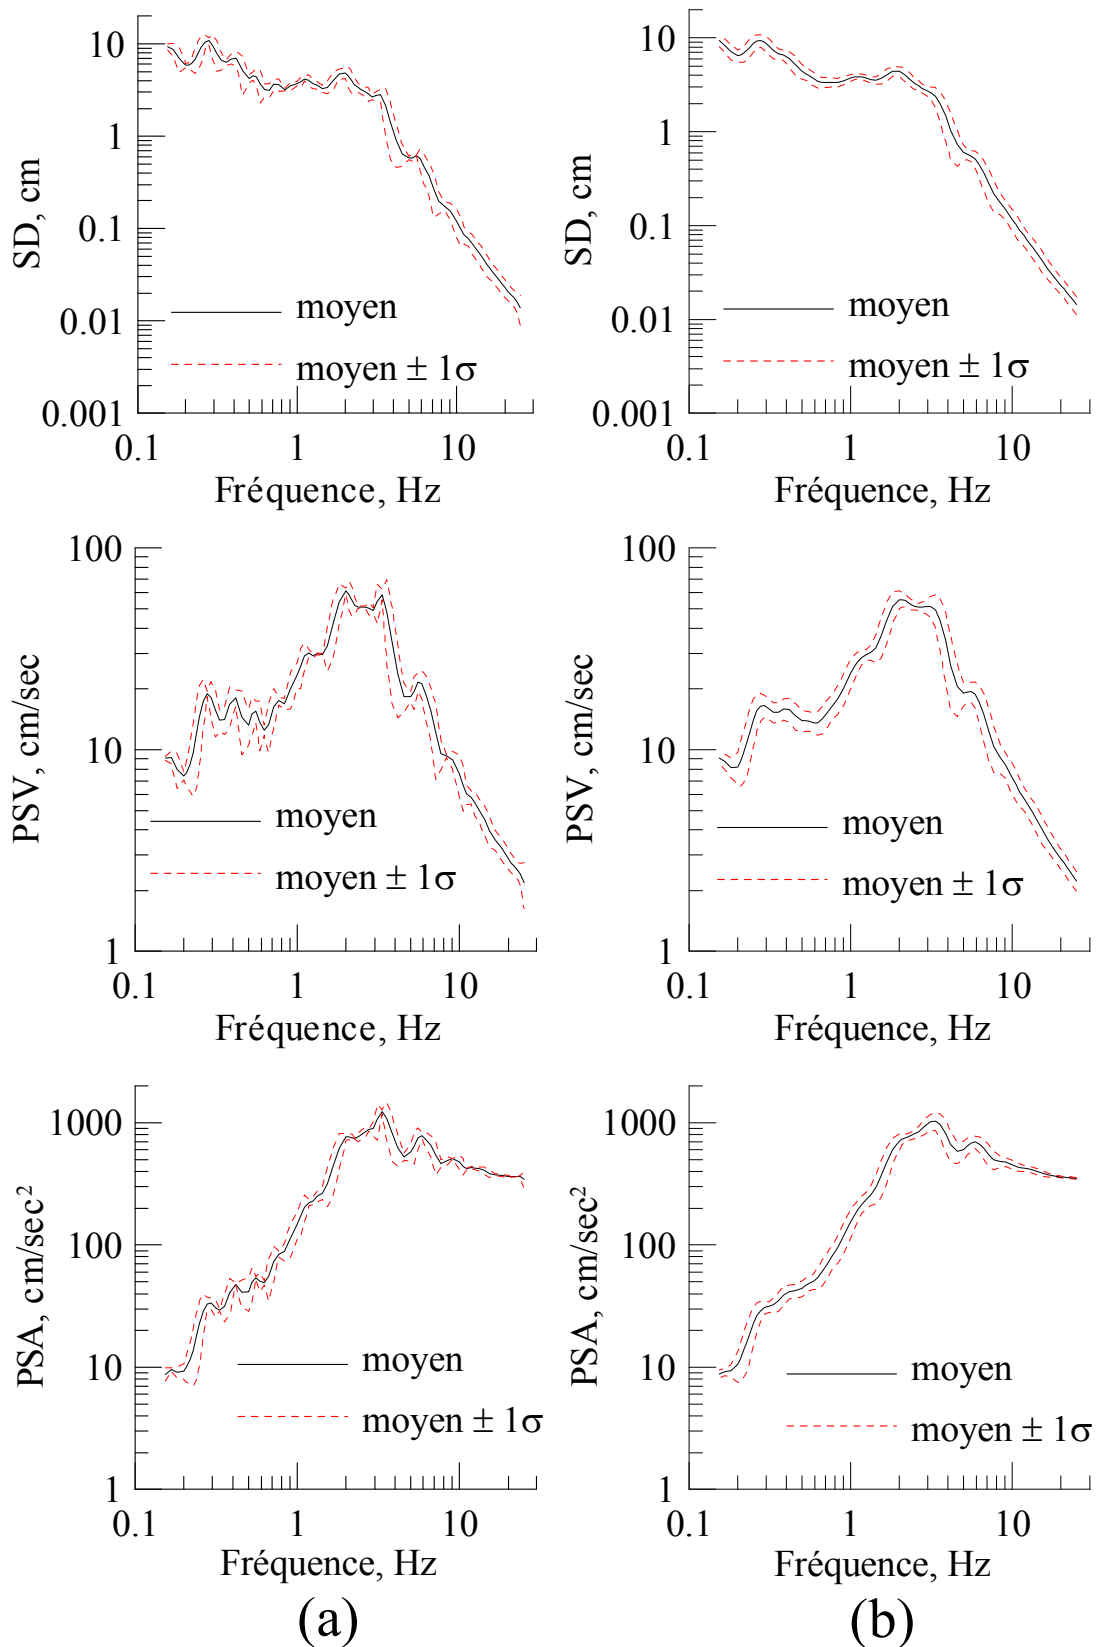 10
1
0.1
0.01
0.001
SD, cm
moyen
moyen ± 1σ
0.1 1 10
Fréquence, Hz
10
1
0.1
0.01
0.001
SD, cm
moyen
moyen ± 1σ
0.1 1 10
Fréquence, Hz
100
10
1
PSV, cm/sec
moyen
moyen ± 1σ
0.1 1 10
Fréquence, Hz
100
10
1
PSV, cm/sec
moyen
moyen ± 1σ
0.1 1 10
Fréquence, Hz
1000
100
10
1
PSA, cm/sec²
moyen
moyen ± 1σ
0.1 1 10
Fréquence, Hz
(a)
1000
100
10
1
PSA, cm/sec²
moyen
moyen ± 1σ
0.1 1 10
Fréquence, Hz
(b)